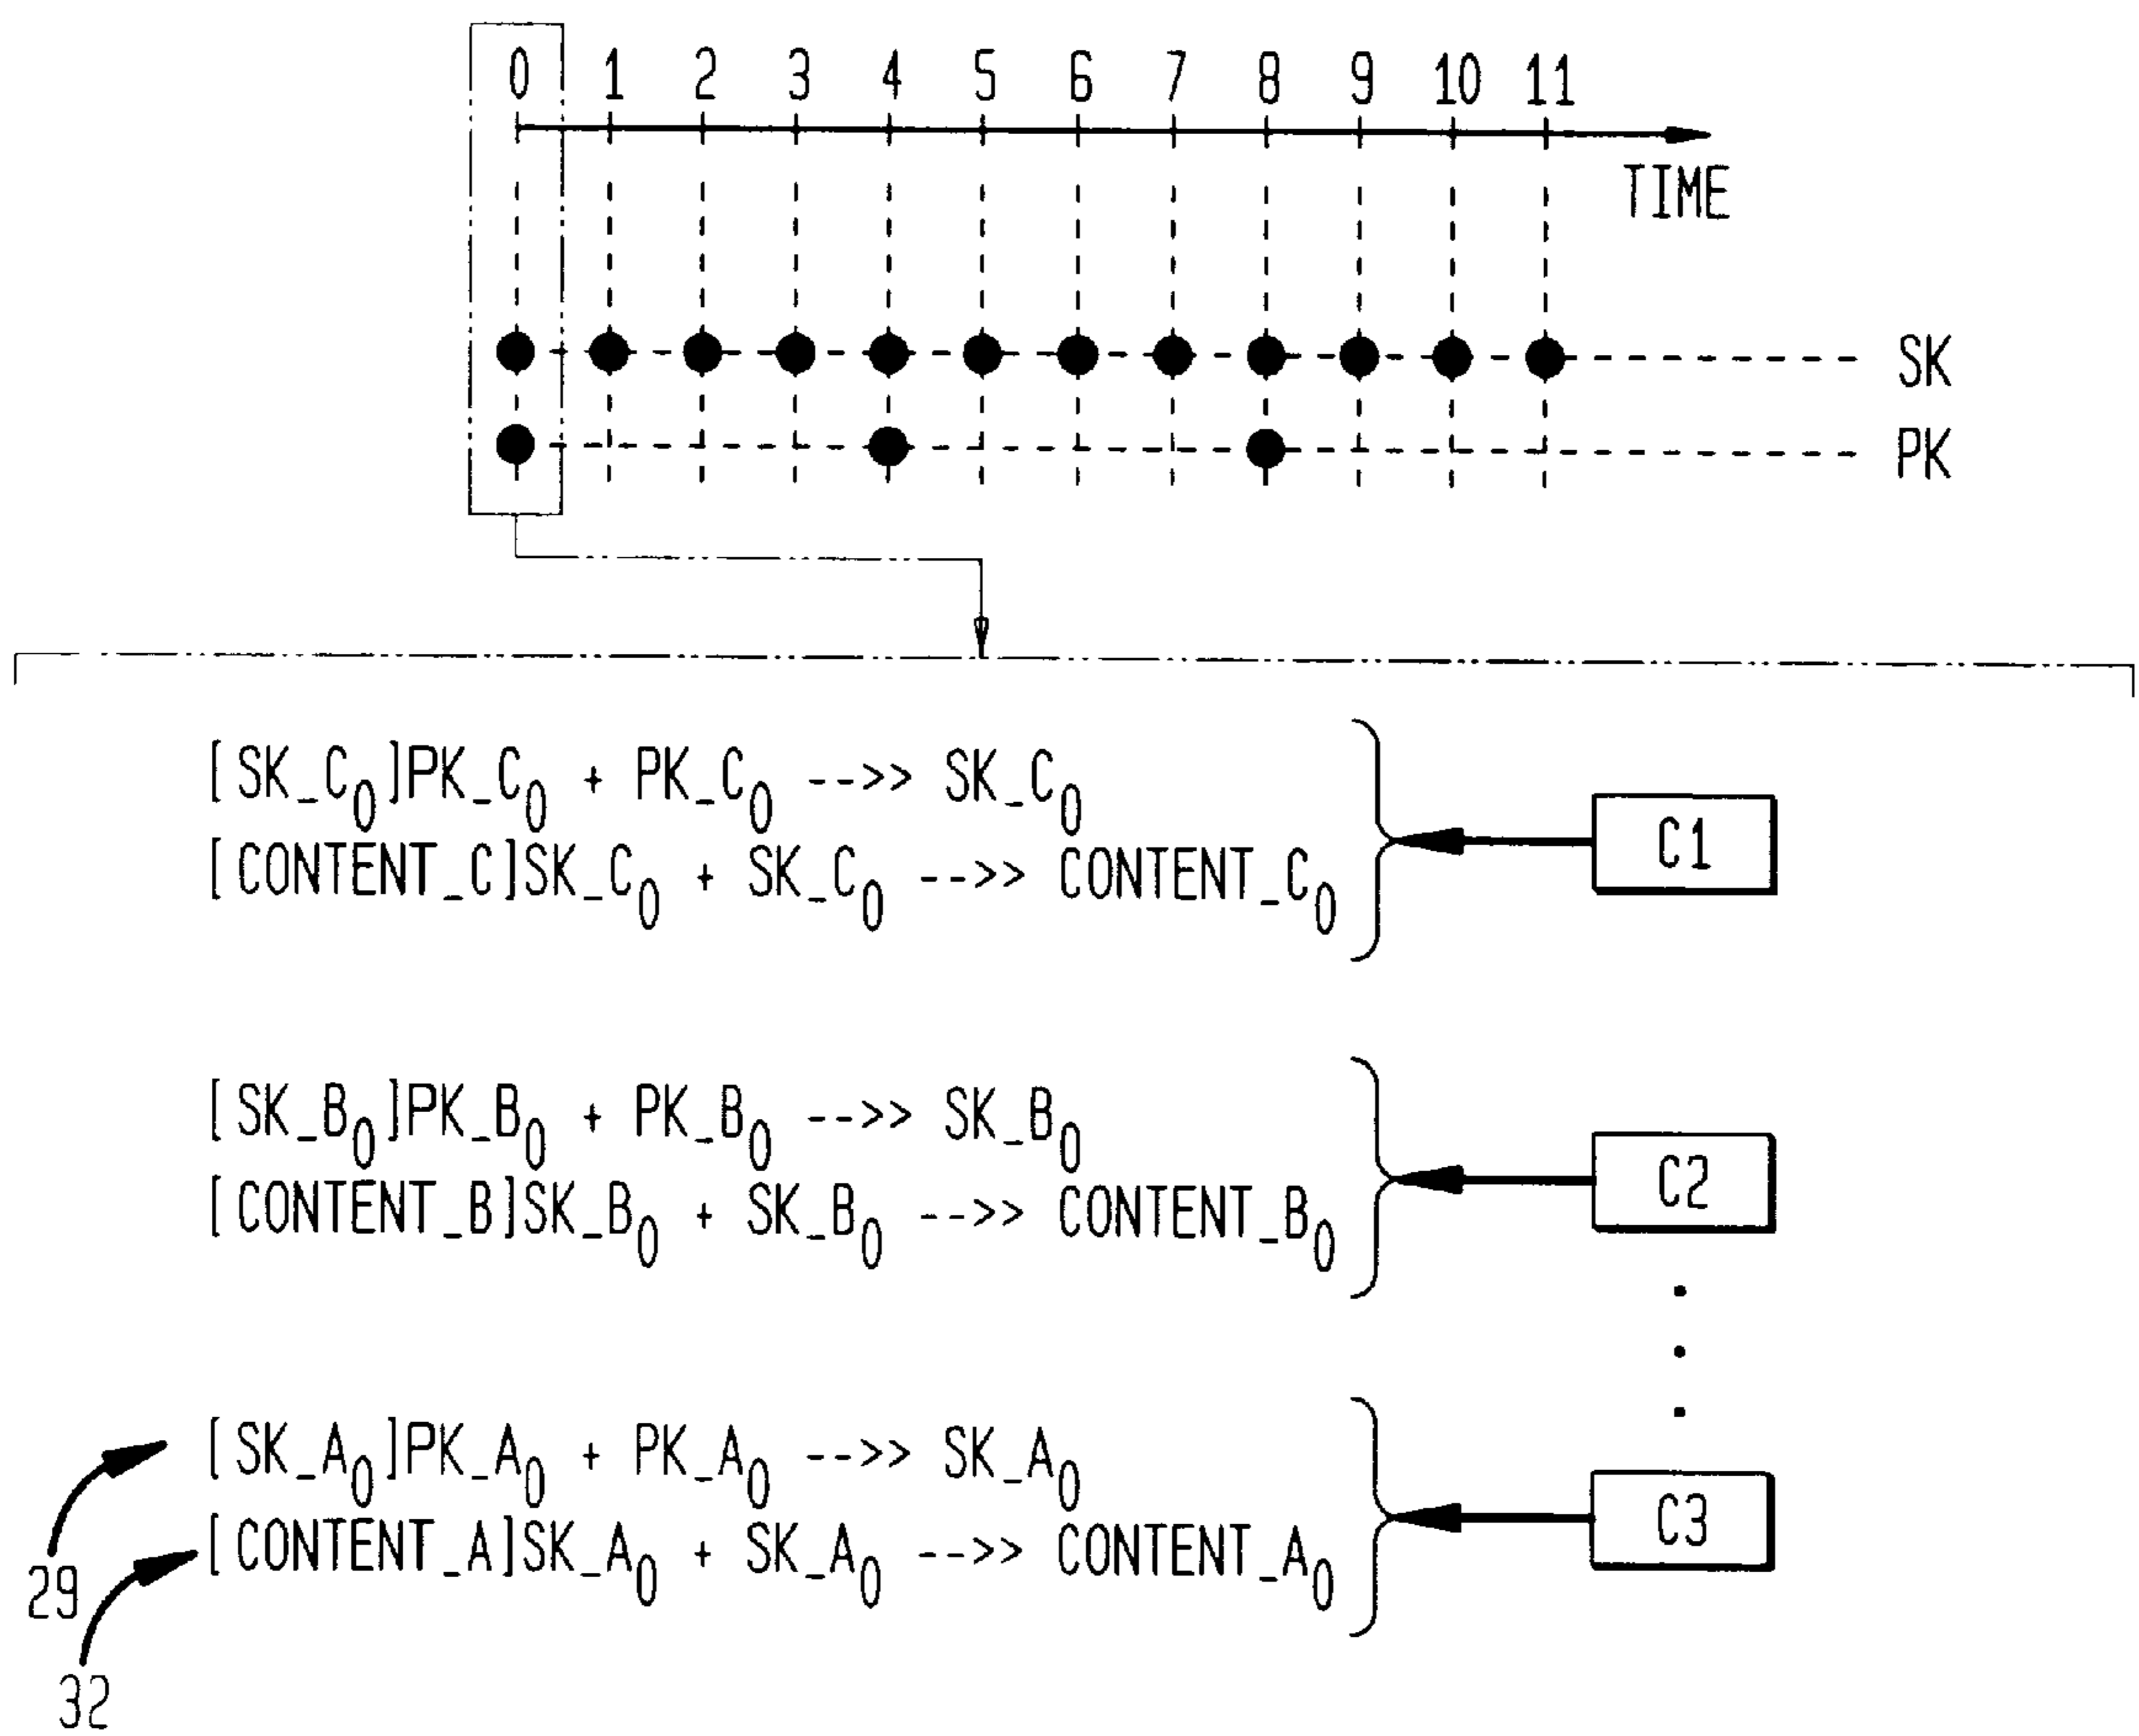 0 1 2 3 4 5 6 7 8 9 10 11
TIME
SK
PK
[SK_C₀]PK_C₀ + PK_C₀ -->> SK_C₀
[CONTENT_C]SK_C₀ + SK_C₀ -->> CONTENT_C₀
C1
[SK_B₀]PK_B₀ + PK_B₀ -->> SK_B₀
[CONTENT_B]SK_B₀ + SK_B₀ -->> CONTENT_B₀
C2
[SK_A₀]PK_A₀ + PK_A₀ -->> SK_A₀
[CONTENT_A]SK_A₀ + SK_A₀ -->> CONTENT_A₀
C3
29
32